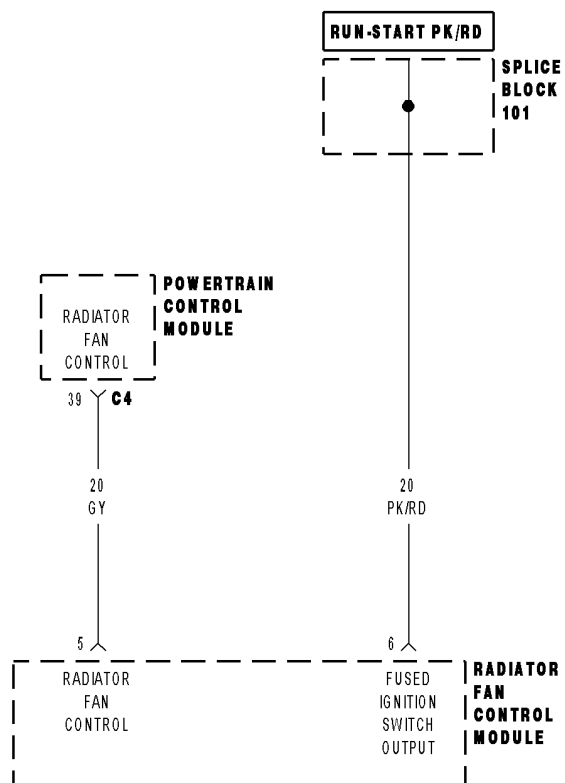 RUN-START PK/RD
SPLICE
BLOCK
101
POWERTRAIN
CONTROL
MODULE
RADIATOR
FAN
CONTROL
39
C4
20
GY
20
PK/RD
5
6
RADIATOR
FAN
CONTROL
FUSED
IGNITION
SWITCH
OUTPUT
RADIATOR
FAN
CONTROL
MODULE